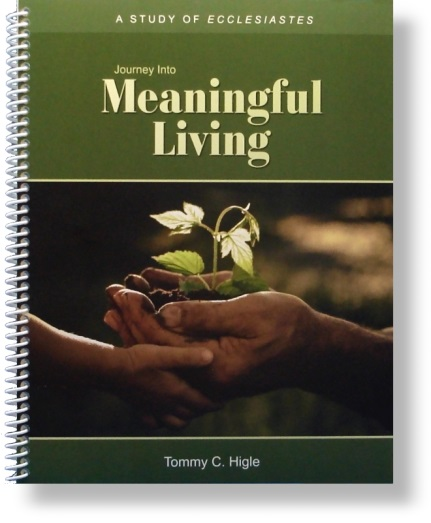 A STUDY OF ECCLESIASTES
Journey Into
Meaningful
Living
Tommy C. Higle